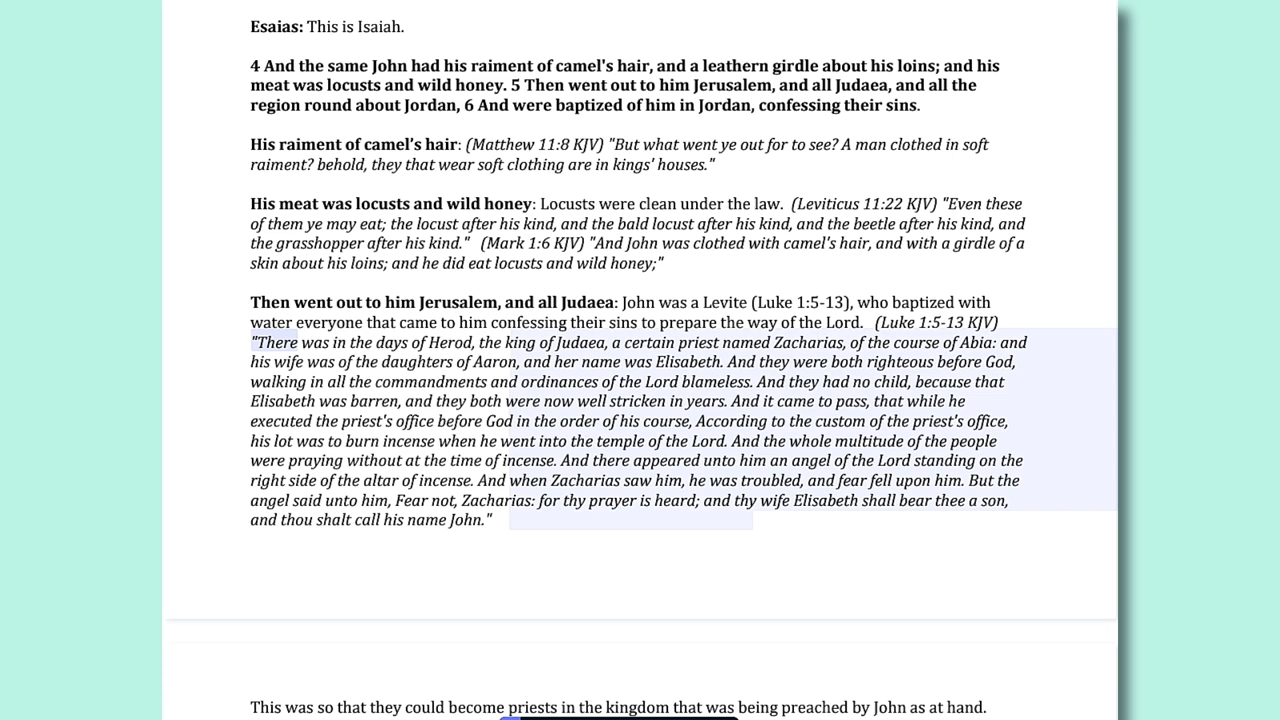 Esaias: This is Isaiah.
4 And the same John had his raiment of camel's hair, and a leathern girdle about his loins; and his
meat was locusts and wild honey. 5 Then went out to him Jerusalem, and all Judaea, and all the
region round about Jordan, 6 And were baptized of him in Jordan, confessing their sins.
His raiment of camel's hair: (Matthew 11:8 KJV) "But what went ye out for to see? A man clothed in soft
raiment? behold, they that wear soft clothing are in kings' houses."
His meat was locusts and wild honey: Locusts were clean under the law. (Leviticus 11:22 KJV) "Even these
of them ye may eat; the locust after his kind, and the bald locust after his kind, and the beetle after his kind, and
the grasshopper after his kind." (Mark 1:6 KJV) "And John was clothed with camel's hair, and with a girdle of a
skin about his loins; and he did eat locusts and wild honey;"
Then went out to him Jerusalem, and all Judaea: John was a Levite (Luke 1:5-13), who baptized with
water everyone that came to him confessing their sins to prepare the way of the Lord. (Luke 1:5-13 KJV)
"There was in the days of Herod, the king of Judaea, a certain priest named Zacharias, of the course of Abia: and
his wife was of the daughters of Aaron, and her name was Elisabeth. And they were both righteous before God,
walking in all the commandments and ordinances of the Lord blameless. And they had no child, because that
Elisabeth was barren, and they both were now well stricken in years. And it came to pass, that while he
executed the priest's office before God in the order of his course, According to the custom of the priest's office,
his lot was to burn incense when he went into the temple of the Lord. And the whole multitude of the people
were praying without at the time of incense. And there appeared unto him an angel of the Lord standing on the
right side of the altar of incense. And when Zacharias saw him, he was troubled, and fear fell upon him. But the
angel said unto him, Fear not, Zacharias: for thy prayer is heard; and thy wife Elisabeth shall bear thee a son,
and thou shalt call his name John."
This was so that they could become priests in the kingdom that was being preached by John as at hand.